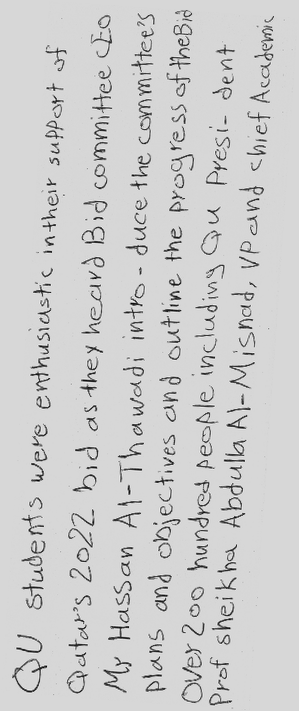 QU students were enthusiastic in their support of
Qatar's 2022 bid as they heard Bid committee CEO
Mr Hassan Al-Thawadi intro-duce the committee's
plans and objectives and outline the progress of the Bid
Over 200 hundred people including QU Presi-dent
Prof sheikha Abdulla Al-Misnad, VP and chief Academic